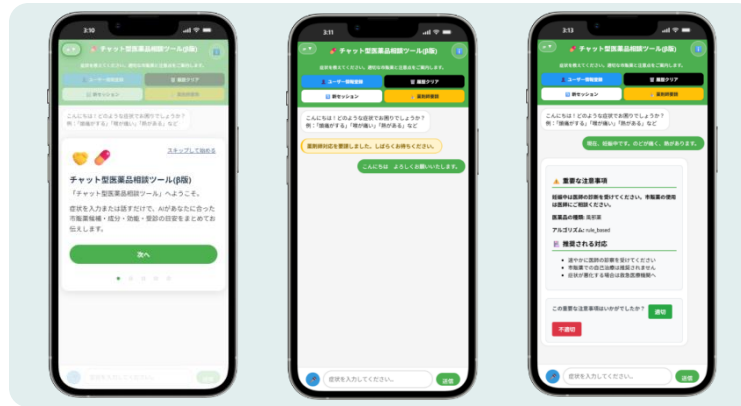 3:10
チャット型医薬品相談ツール(β版)
症状を教えてください。適切な市販薬と注意点をご案内します。
ユーザー情報登録
履歴クリア
新セッション
薬剤師要請
こんにちは！どのような症状でお困りでしょうか？
例：「頭痛がする」「喉が痛い」「熱がある」など
スキップして始める
チャット型医薬品相談ツール(β版)
「チャット型医薬品相談ツール」へようこそ。
症状を入力または話すだけで、AIがあなたに合った
市販薬候補・成分・効能・受診の目安をまとめてお
伝えします。
次へ
症状を入力してください...
送信
3:11
チャット型医薬品相談ツール(β版)
症状を教えてください。適切な市販薬と注意点をご案内します。
ユーザー情報登録
履歴クリア
新セッション
薬剤師要請
こんにちは！どのような症状でお困りでしょうか？
例：「頭痛がする」「喉が痛い」「熱がある」など
薬剤師対応を要請しました。しばらくお待ちください。
こんにちは　よろしくお願いいたします。
症状を入力してください...
送信
3:13
チャット型医薬品相談ツール(β版)
症状を教えてください。適切な市販薬と注意点をご案内します。
ユーザー情報登録
履歴クリア
新セッション
こんにちは！どのような症状でお困りでしょうか？
例：「頭痛がする」「喉が痛い」「熱がある」など
現在、妊娠中です。のどが痛く、熱があります。
重要な注意事項
妊娠中は医師の診断を受けてください。市販薬の使用
は医師にご相談ください。
医薬品の種類: 風邪薬
アルゴリズム: rule_based
推奨される対応
速やかに医師の診察を受けてください
市販薬での自己治療は推奨されません
症状が悪化する場合は救急医療機関へ
この重要な注意事項はいかがでしたか？
適切
不適切
症状を入力してください...
送信